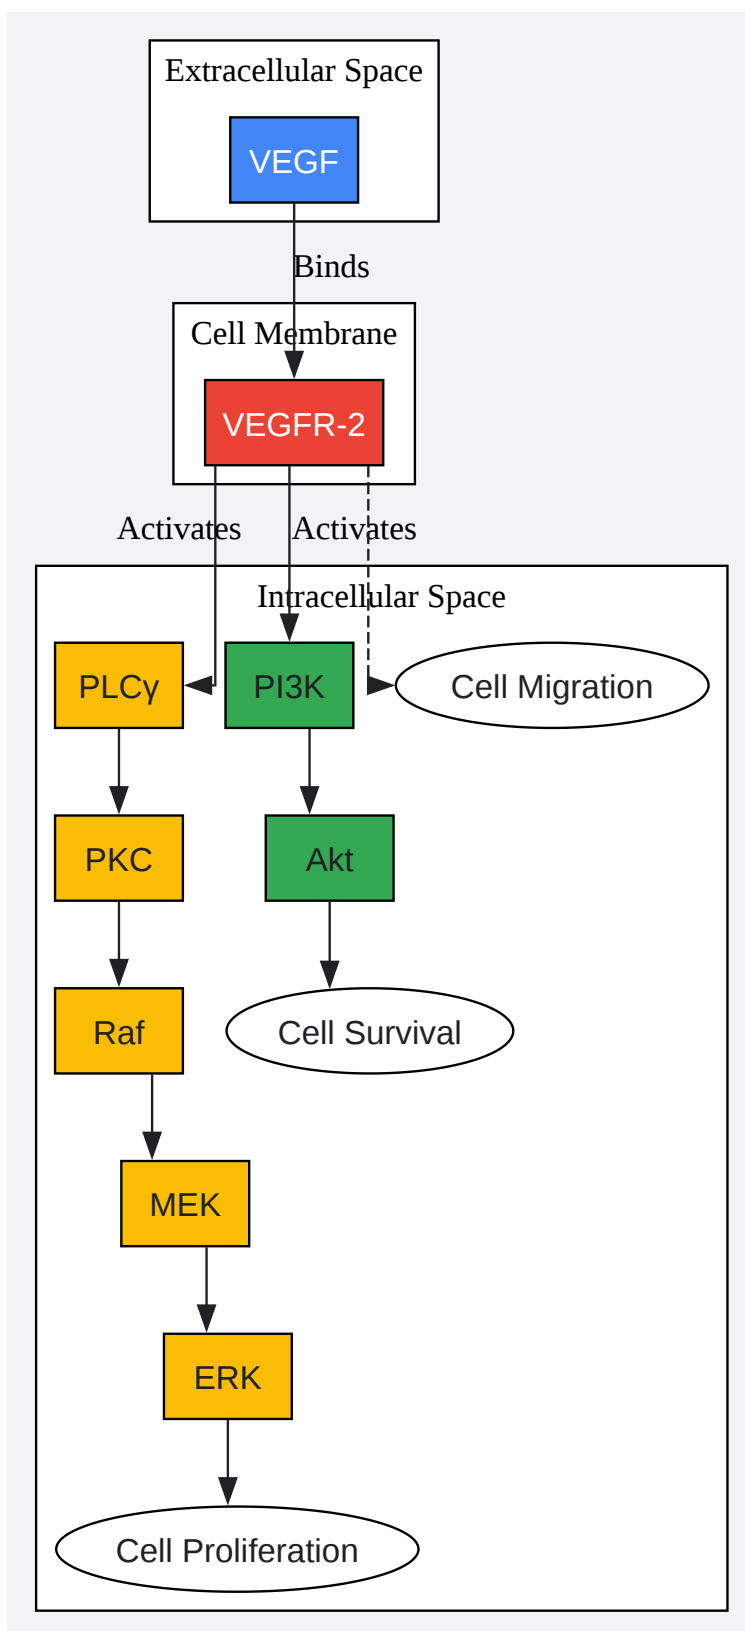 Extracellular Space
VEGF
Binds
Cell Membrane
VEGFR-2
Activates
Activates
Intracellular Space
PLCγ
PI3K
Cell Migration
PKC
Akt
Raf
Cell Survival
MEK
ERK
Cell Proliferation